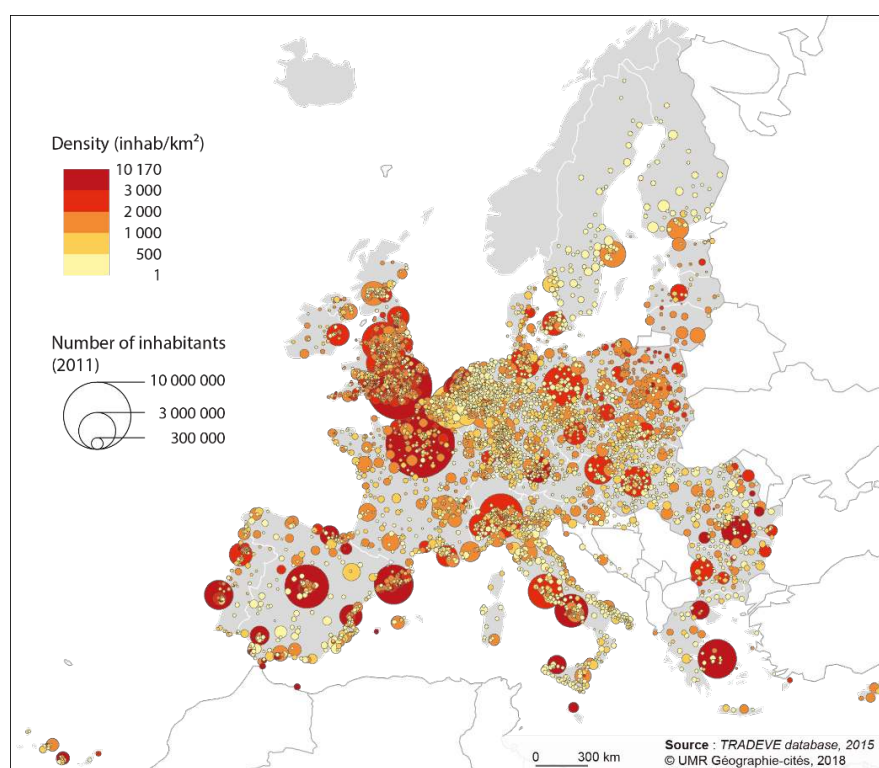 Density (inhab/km²)
10 170
3 000
2 000
1 000
500
1
Number of inhabitants
(2011)
10 000 000
3 000 000
300 000
0 300 km
Source : TRADEVE database, 2015
© UMR Géographie-cités, 2018